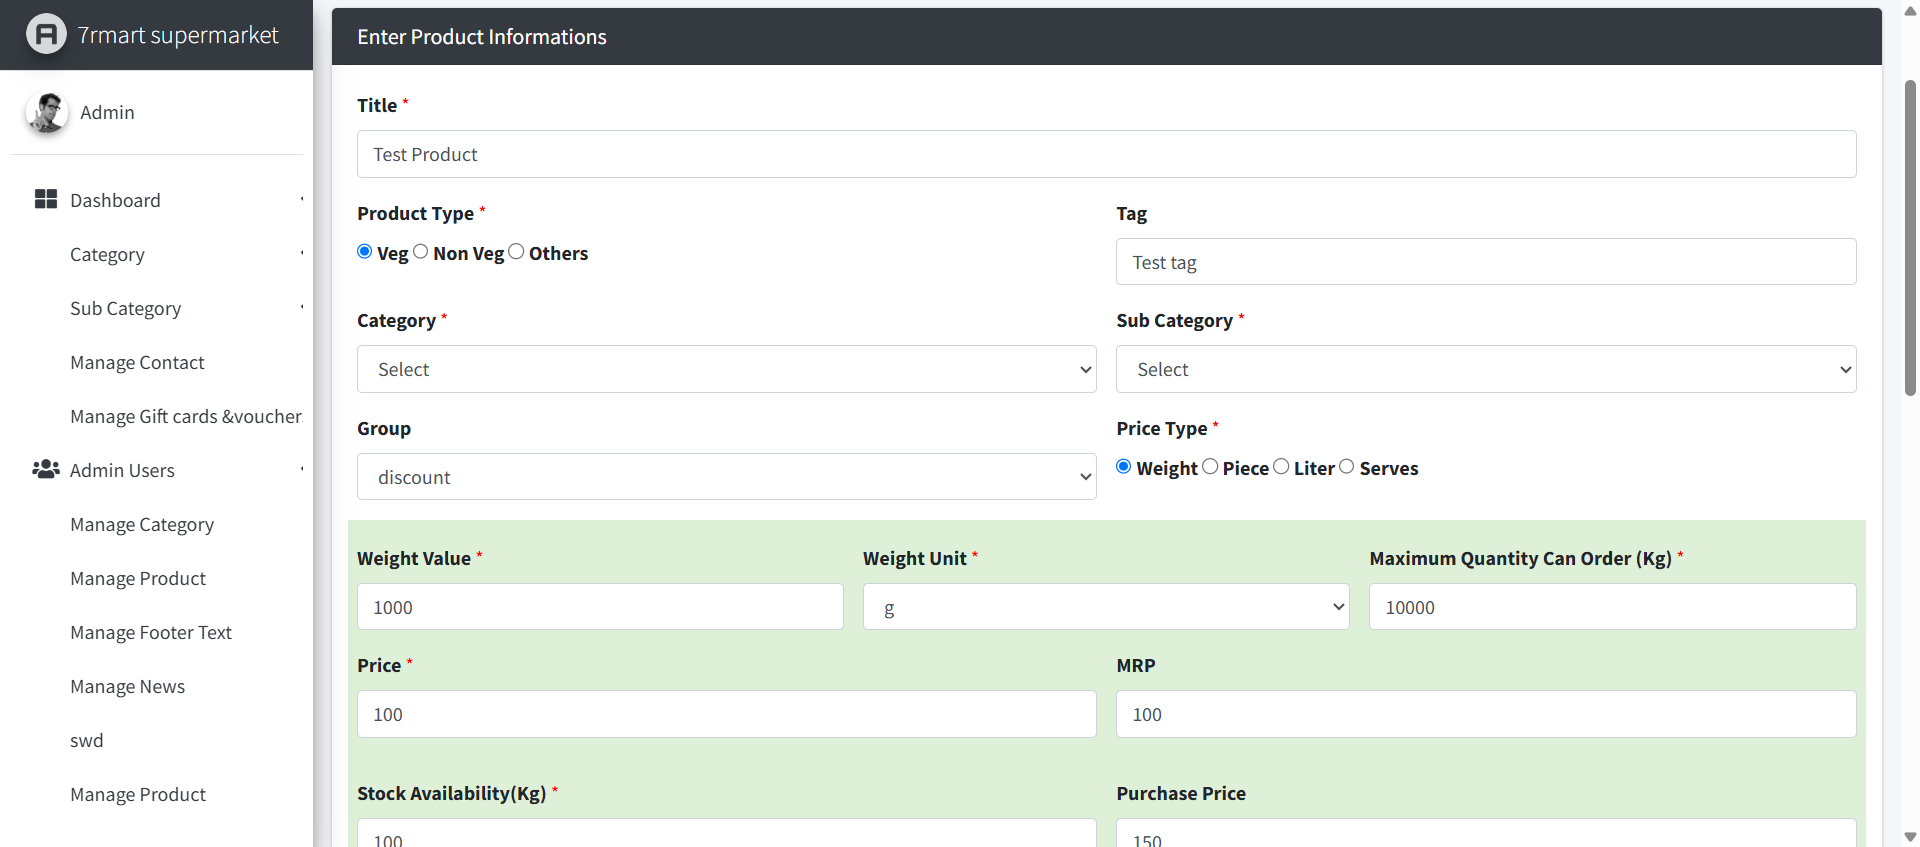 7rmart supermarket
Admin
Dashboard
Category
Sub Category
Manage Contact
Manage Gift cards &voucher
Admin Users
Manage Category
Manage Product
Manage Footer Text
Manage News
swd
Manage Product
Enter Product Informations
Title *
Test Product
Product Type *
Veg Non Veg Others
Tag
Test tag
Category *
Select
Sub Category *
Select
Group
discount
Price Type *
Weight Piece Liter Serves
Weight Value *
1000
Weight Unit *
g
Maximum Quantity Can Order (Kg) *
10000
Price *
100
MRP
100
Stock Availability(Kg) *
100
Purchase Price
150